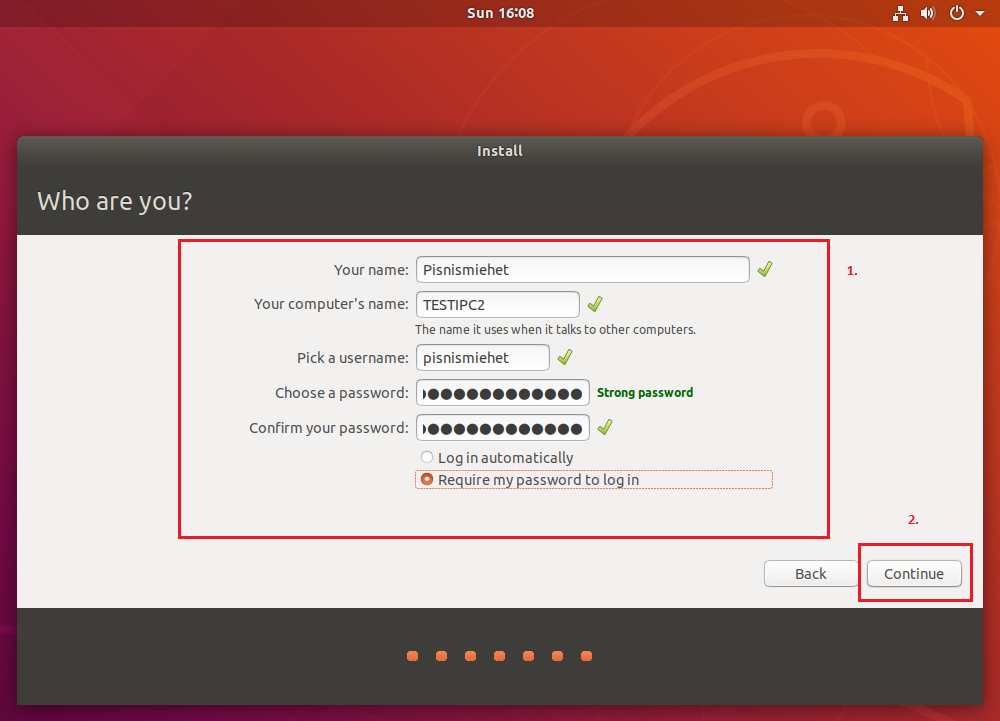 Sun 16:08
Install
Who are you?
Your name: Pisnismiehet
1.
Your computer's name: TESTIPC2
The name it uses when it talks to other computers.
Pick a username: pisnismiehet
Choose a password: Strong password
Confirm your password:
Log in automatically
Require my password to log in
2.
Back Continue